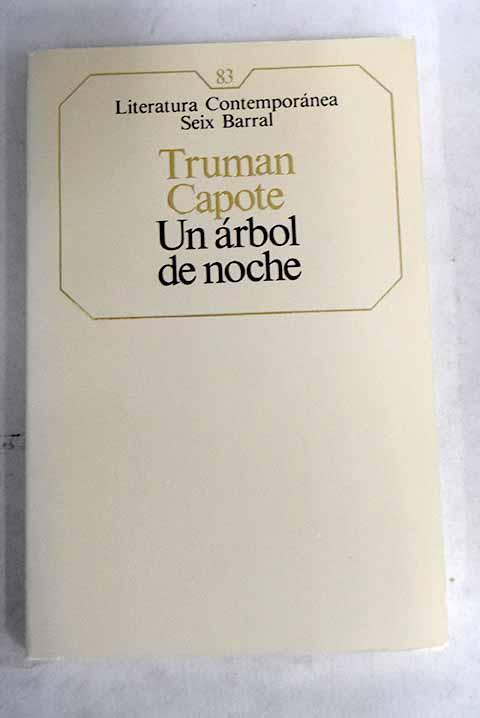 83
Literatura Contemporánea
Seix Barral
Truman
Capote
Un árbol
de noche